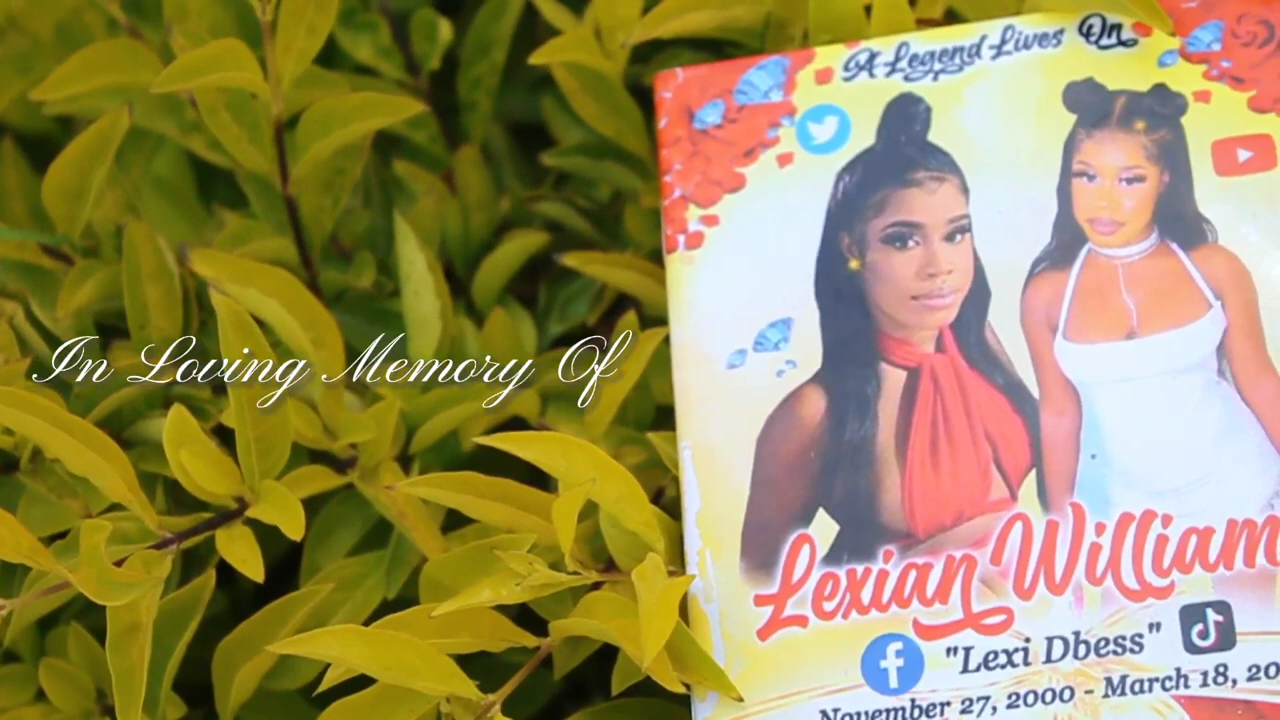 A Legend Lives On
In Loving Memory Of
Lexian William
"Lexi Dbess"
November 27, 2000 - March 18, 20